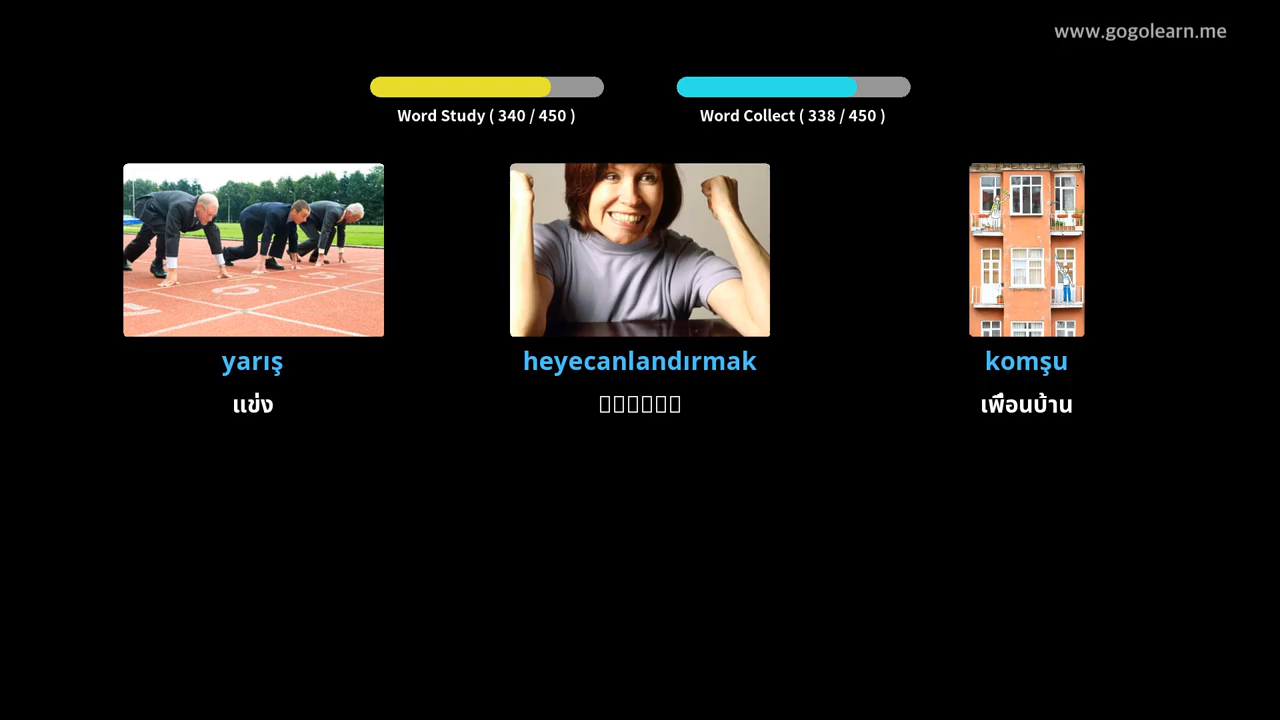 www.gogolearn.me
Word Study ( 340 / 450 )
Word Collect ( 338 / 450 )
yarış
heyecanlandırmak
komşu
แข่ง
เพื่อนบ้าน